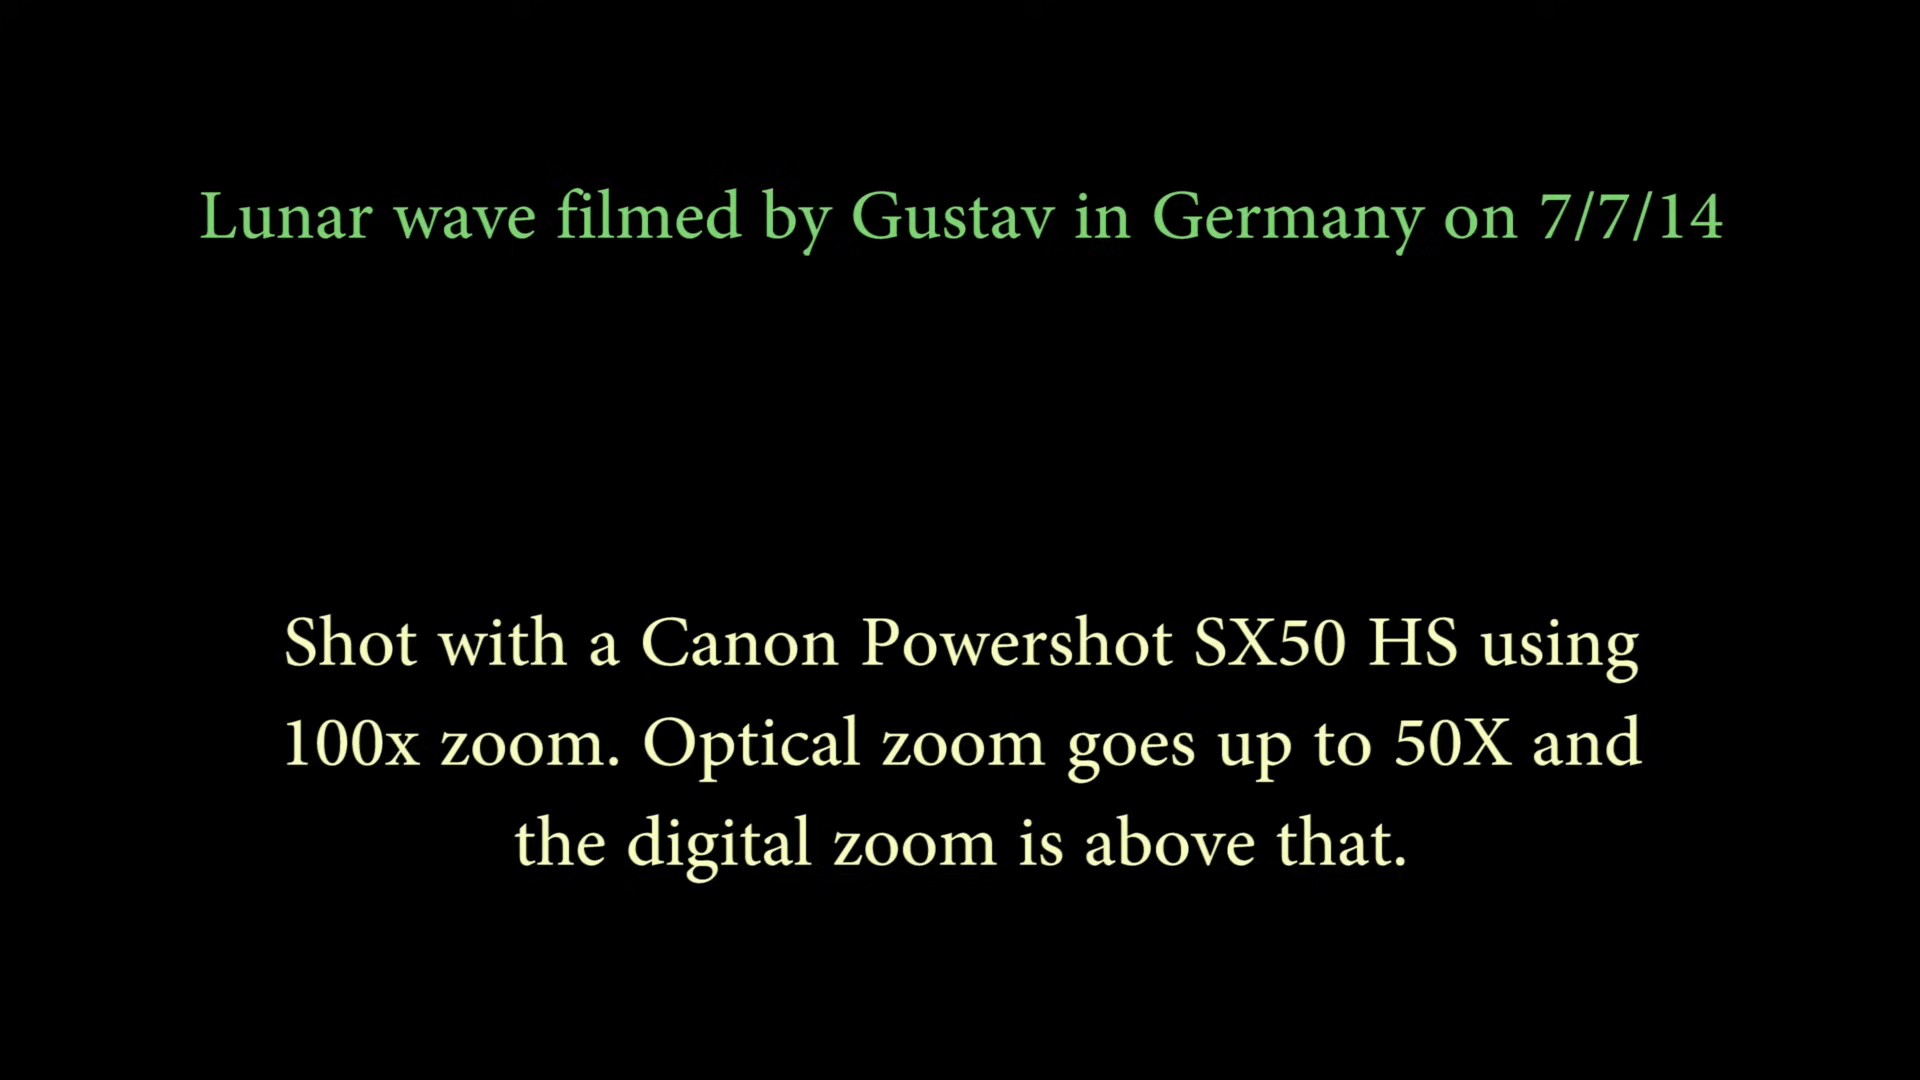 Lunar wave filmed by Gustav in Germany on 7/7/14
Shot with a Canon Powershot SX50 HS using
100x zoom. Optical zoom goes up to 50X and
the digital zoom is above that.